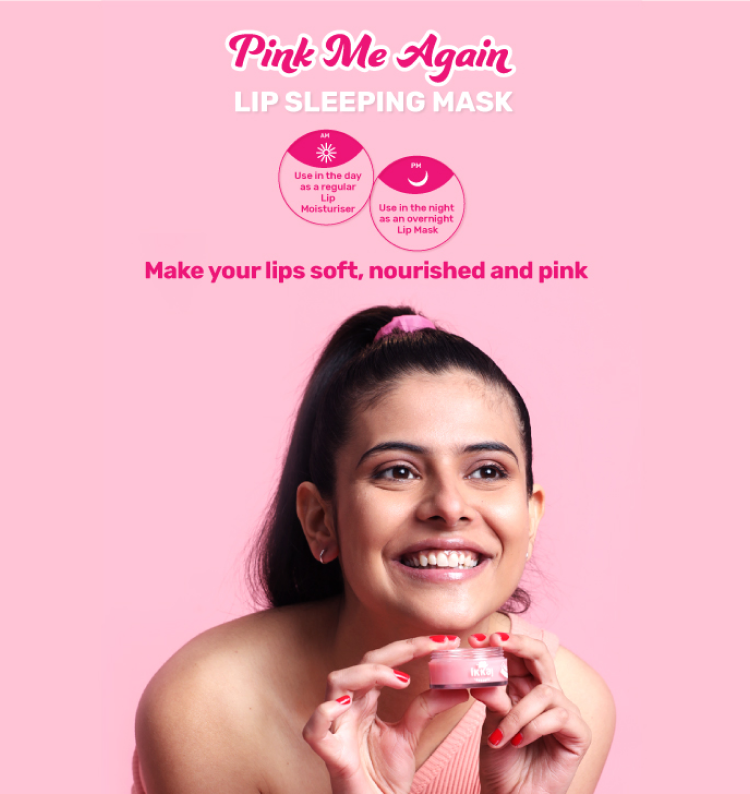 Pink Me Again
LIP SLEEPING MASK
AM
Use in the day
as a regular
Lip
Moisturiser
PM
Use in the night
as an overnight
Lip Mask
Make your lips soft, nourished and pink